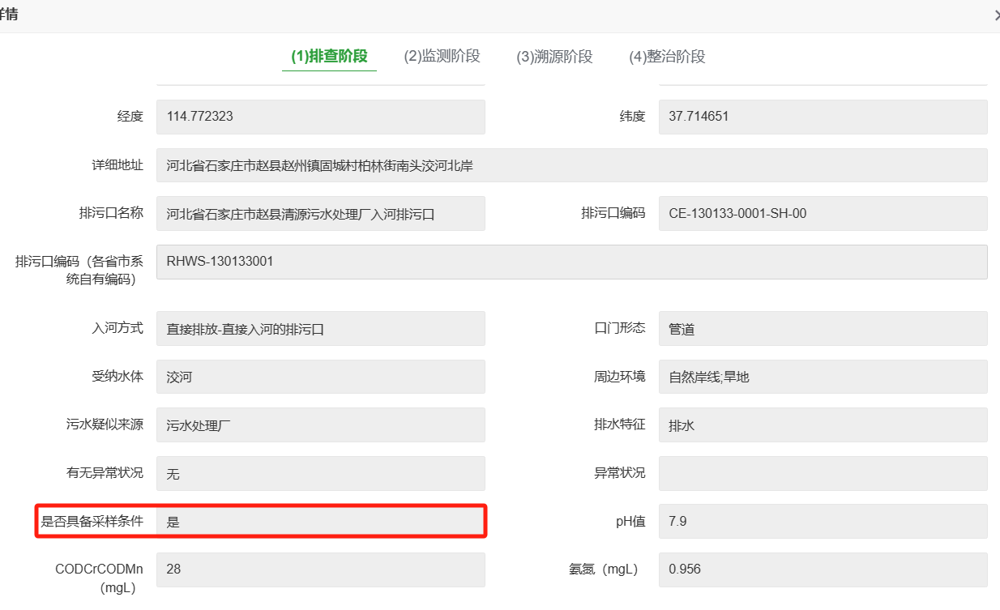 详情
(1)排查阶段 (2)监测阶段 (3)溯源阶段 (4)整治阶段
经度 114.772323 纬度 37.714651
详细地址 河北省石家庄市赵县赵州镇固城村柏林街南头洨河北岸
排污口名称 河北省石家庄市赵县清源污水处理厂入河排污口 排污口编码 CE-130133-0001-SH-00
排污口编码（各省市系 RHWS-130133001
统自有编码）
入河方式 直接排放-直接入河的排污口 口门形态 管道
受纳水体 洨河 周边环境 自然岸线;旱地
污水疑似来源 污水处理厂 排水特征 排水
有无异常状况 无 异常状况
是否具备采样条件 是 pH值 7.9
CODCrCODMn 28 氨氮（mgL） 0.956
（mgL）